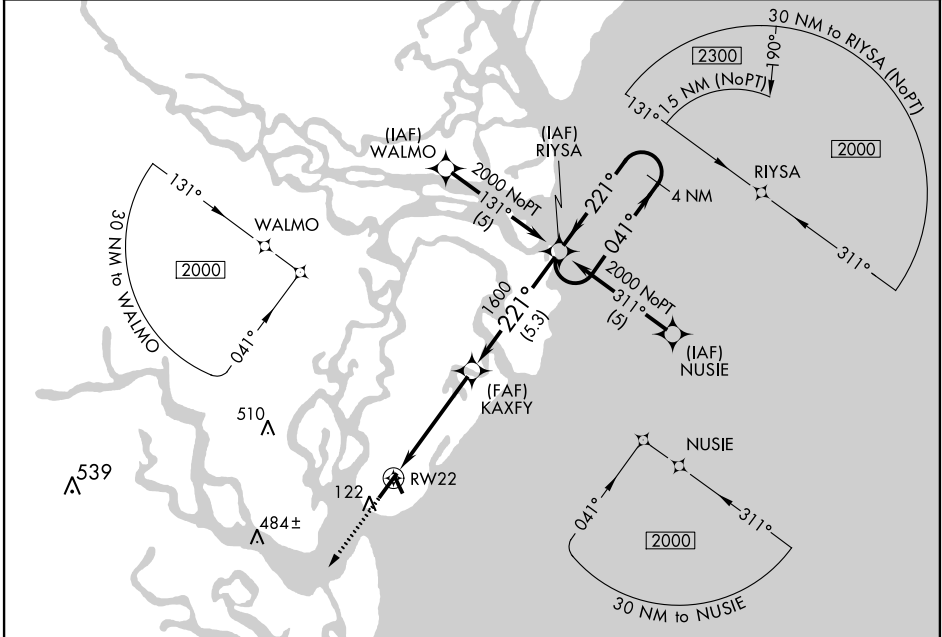 30 NM to RIYSA (NoPT)
2300
190°
15 NM (NoPT)
131°
2000
RIYSA
311°
(IAF)
WALMO
(IAF)
RIYSA
2000 NoPT
131°
(5)
221°
041°
4 NM
2000 NoPT
311°
(5)
(IAF)
NUSIE
1600
221°
(5.3)
(FAF)
KAXFY
131°
WALMO
2000
041°
30 NM to WALMO
510
539
122
RW22
484±
NUSIE
041°
311°
2000
30 NM to NUSIE